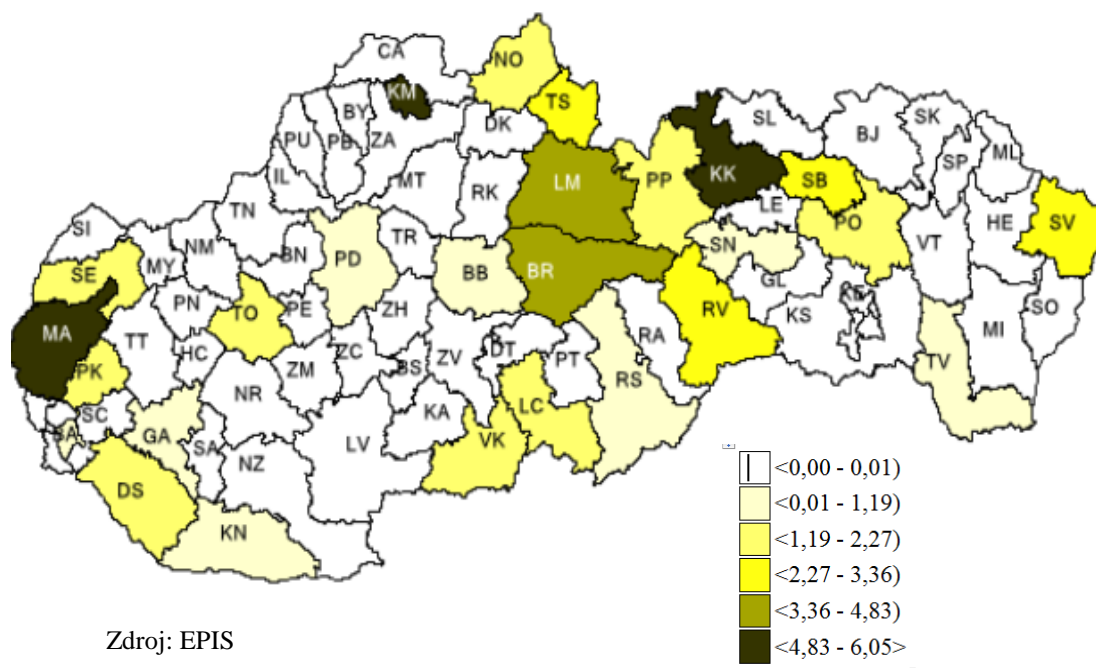 CA
NO
KM
TS
BY
PU
PB
ZA
DK
SL
BJ
SK
ML
SP
IL
MT
RK
LM
PP
KK
SB
LE
HE
SV
TN
SI
NM
BN
PD
TR
BB
BR
SN
PO
VT
SE
MY
GL
PN
TO
PE
ZH
RV
KS
KE
SO
MI
MA
TT
HC
ZM
ZC
BS
ZV
DT
PT
RA
RS
TV
PK
NR
KA
LC
SC
GA
SA
LV
VK
BA
NZ
DS
KN
<0,00 - 0,01)
<0,01 - 1,19)
<1,19 - 2,27)
<2,27 - 3,36)
<3,36 - 4,83)
<4,83 - 6,05>
Zdroj: EPIS